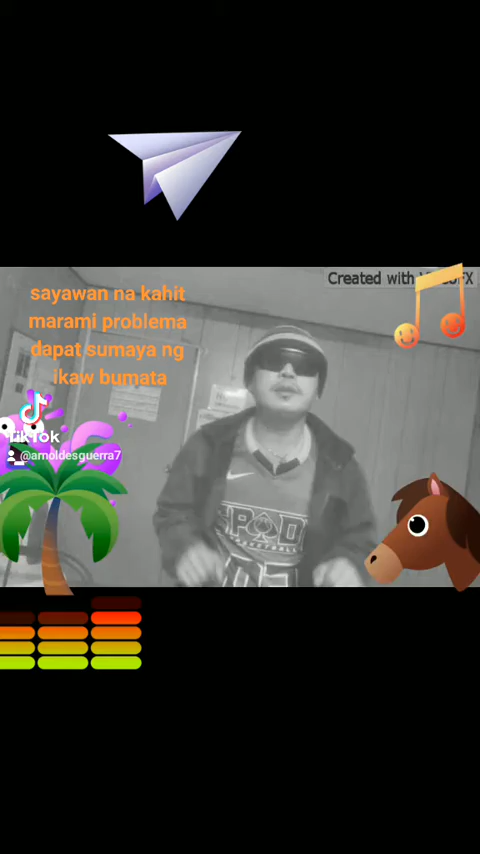 Created with
sayawan na kahit
marami problema
dapat sumaya ng
ikaw bumata
TikTok
@arnoldesguerra7